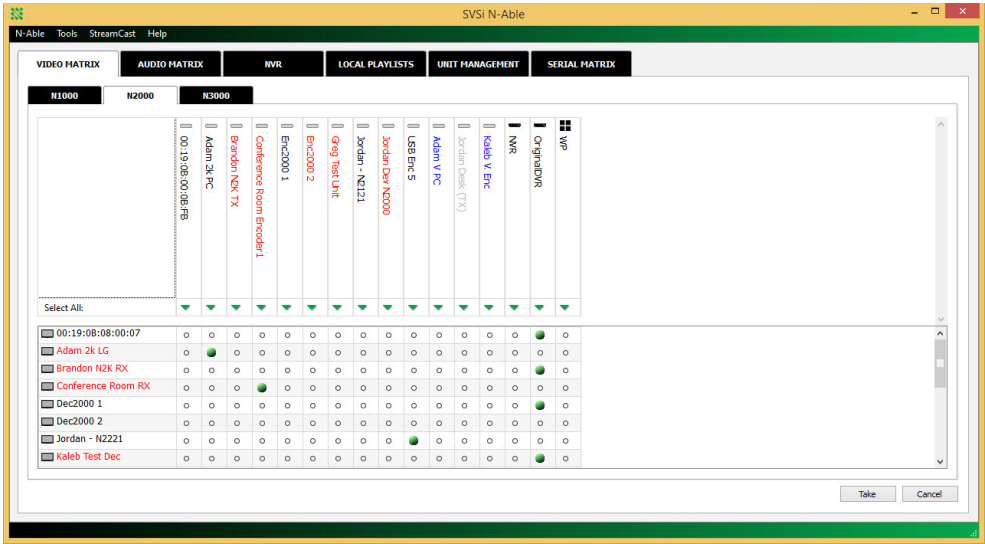 SVSi N-Able
N-Able Tools StreamCast Help
VIDEO MATRIX AUDIO MATRIX NVR LOCAL PLAYLISTS UNIT MANAGEMENT SERIAL MATRIX
N1000 N2000 N3000
00:19:0B:00:0B:FB
Adam 2k PC
Brandon N2K TX
Conference Room Encoder1
Enc2000 1
Enc2000 2
Greg Test Unit
Jordan - N2121
Jordan Dev N2000
USB Enc 5
Adam V PC
Jordan Desk (TX)
Kaleb V. Enc
NVR
OriginalDVR
WP
Select All:
00:19:0B:08:00:07
Adam 2k LG
Brandon N2K RX
Conference Room RX
Dec2000 1
Dec2000 2
Jordan - N2221
Kaleb Test Dec
Take Cancel